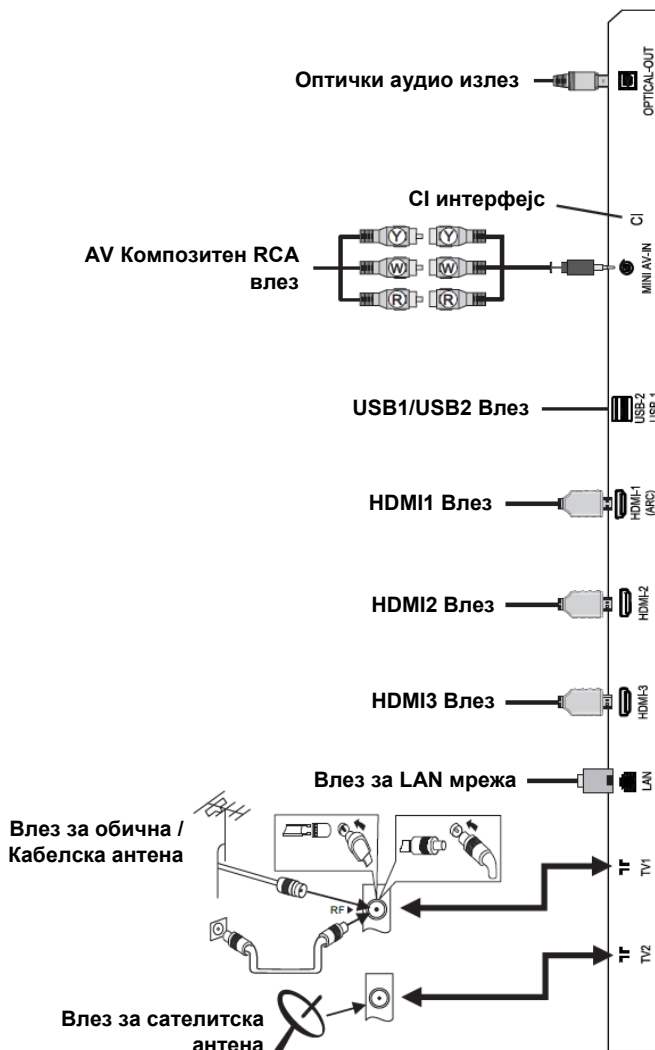 Оптички аудио излез
OPTICAL-OUT
CI интерфејс
CI
AV Композитен RCA
влез
Y Y
W W
R R
MINI AV-IN
USB1/USB2 Влез
USB-2
USB-1
HDMI1 Влез
HDMI-1
(ARC)
HDMI2 Влез
HDMI-2
HDMI3 Влез
HDMI-3
Влез за LAN мрежа
LAN
Влез за обична /
Кабелска антена
RF
TV1
TV2
Влез за сателитска
антена